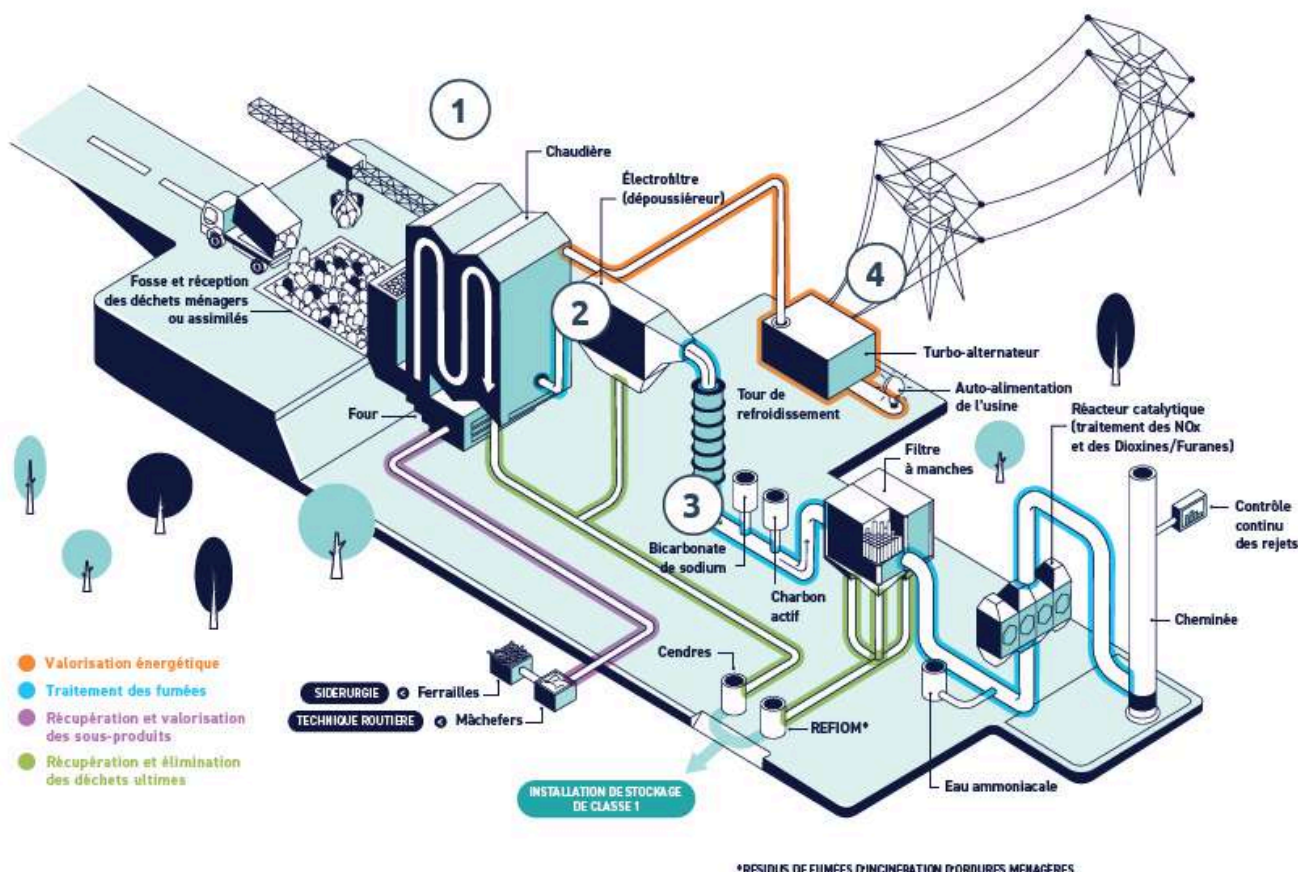 1
Chaudière
Électrofiltre
(dépoussiéreur)
Fosse et réception
des déchets ménagers
ou assimilés
2
4
Turbo-alternateur
Auto-alimentation
de l'usine
Tour de
refroidissement
Four
Réacteur catalytique
(traitement des NOx
et des Dioxines/Furanes)
Filtre
à manches
3
Bicarbonate
de sodium
Charbon
actif
Contrôle
continu
des rejets
Cheminée
Cendres
Valorisation énergétique
Traitement des fumées
Récupération et valorisation
des sous-produits
Récupération et élimination
des déchets ultimes
SIDERURGIE < Ferrailles
TECHNIQUE ROUTIÈRE < Mâchefers
REFIOM*
Eau ammoniacale
INSTALLATION DE STOCKAGE
DE CLASSE 1
*RESIDUS DE FUMÉES D'INCINÉRATION D'ORDURES MENAGÈRES